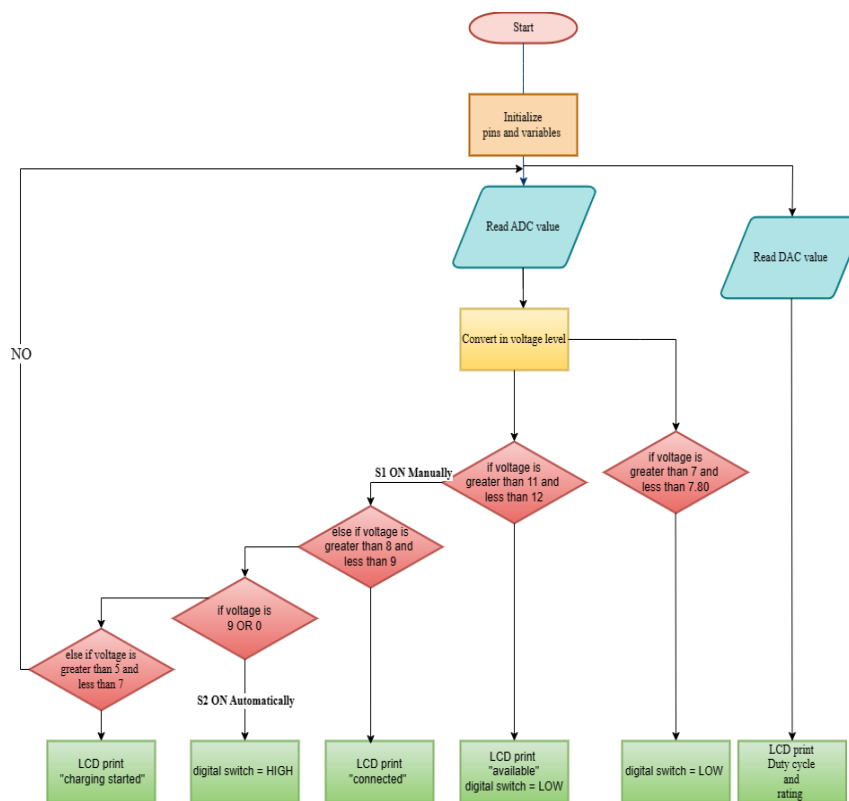 Start
Initialize
pins and variables
Read ADC value
Read DAC value
Convert in voltage level
NO
S1 ON Manually
if voltage is
greater than 11 and
less than 12
if voltage is
greater than 7 and
less than 7.80
else if voltage is
greater than 8 and
less than 9
if voltage is
9 OR 0
else if voltage is
greater than 5 and
less than 7
S2 ON Automatically
LCD print
"charging started"
digital switch = HIGH
LCD print
"connected"
LCD print
"available"
digital switch = LOW
digital switch = LOW
LCD print
Duty cycle
and
rating